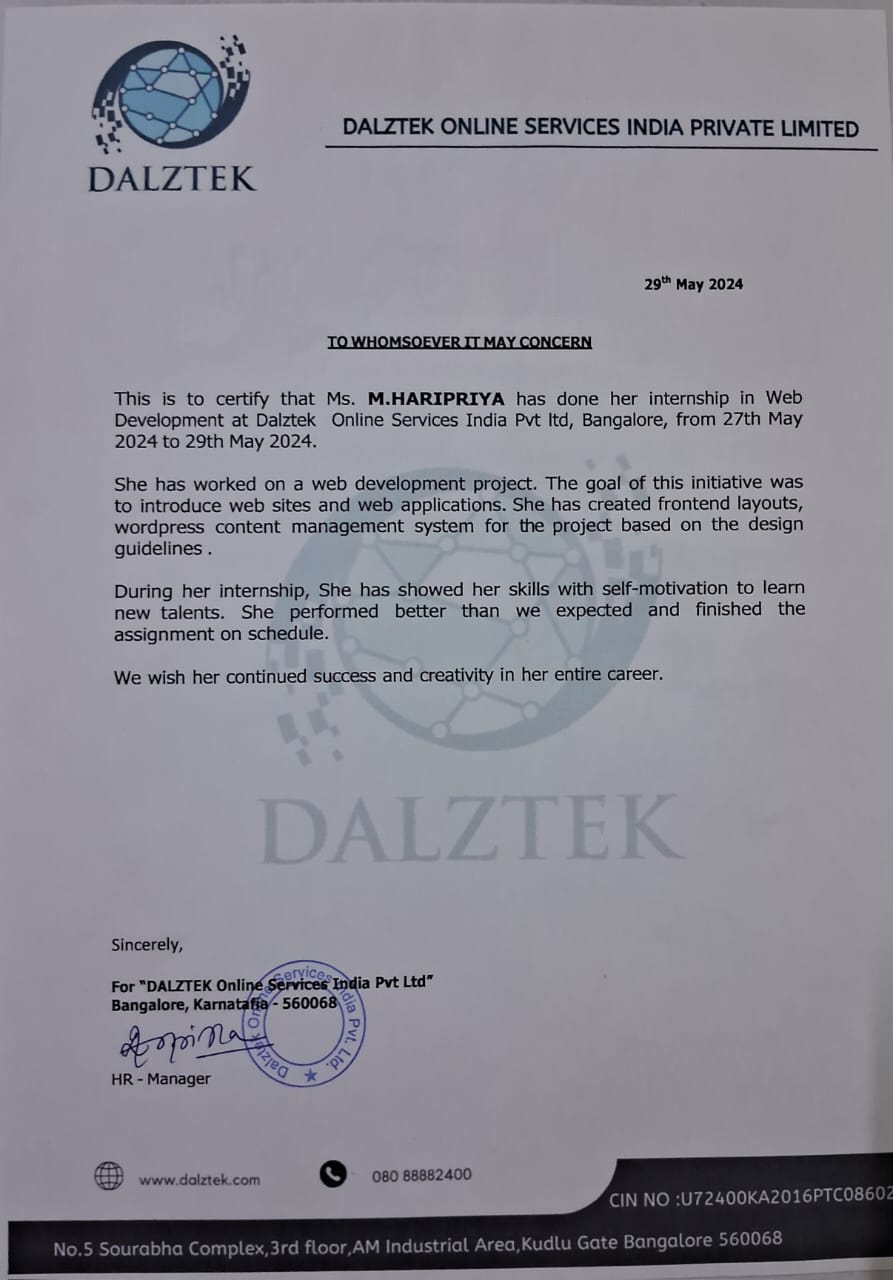 DALZTEK
DALZTEK ONLINE SERVICES INDIA PRIVATE LIMITED
29th May 2024
TO WHOMSOEVER IT MAY CONCERN
This is to certify that Ms. M.HARIPRIYA has done her internship in Web
Development at Dalztek Online Services India Pvt ltd, Bangalore, from 27th May
2024 to 29th May 2024.
She has worked on a web development project. The goal of this initiative was
to introduce web sites and web applications. She has created frontend layouts,
wordpress content management system for the project based on the design
guidelines .
During her internship, She has showed her skills with self-motivation to learn
new talents. She performed better than we expected and finished the
assignment on schedule.
We wish her continued success and creativity in her entire career.
DALZTEK
Sincerely,
For "DALZTEK Online Services India Pvt Ltd"
Bangalore, Karnataka - 560068
Dalztek Online Services India Pvt. Ltd.
HR - Manager
www.dalztek.com
080 88882400
CIN NO :U72400KA2016PTC08602
No.5 Sourabha Complex,3rd floor,AM Industrial Area,Kudlu Gate Bangalore 560068